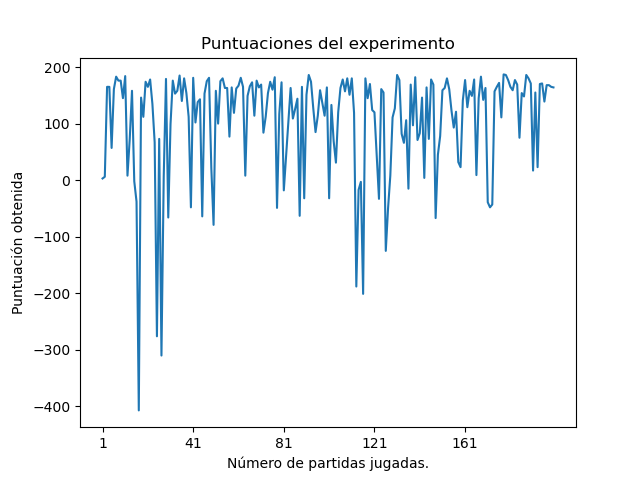 Puntuaciones del experimento
200
100
0
−100
−200
−300
−400
Puntuación obtenida
1 41 81 121 161
Número de partidas jugadas.